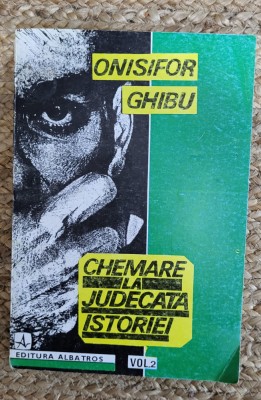 ONISIFOR
GHIBU
CHEMARE
LA
JUDECATA
ISTORIEI
A
EDITURA ALBATROS
VOL.2